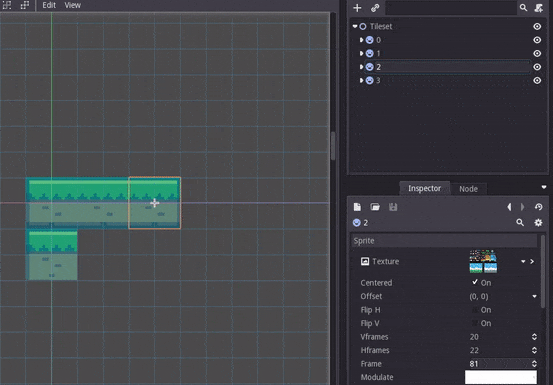 Edit View
Tileset
0
1
2
3
Inspector Node
2
Sprite
Texture
Centered On
Offset (0, 0)
Flip H On
Flip V On
Vframes 20
Hframes 22
Frame 81
Modulate